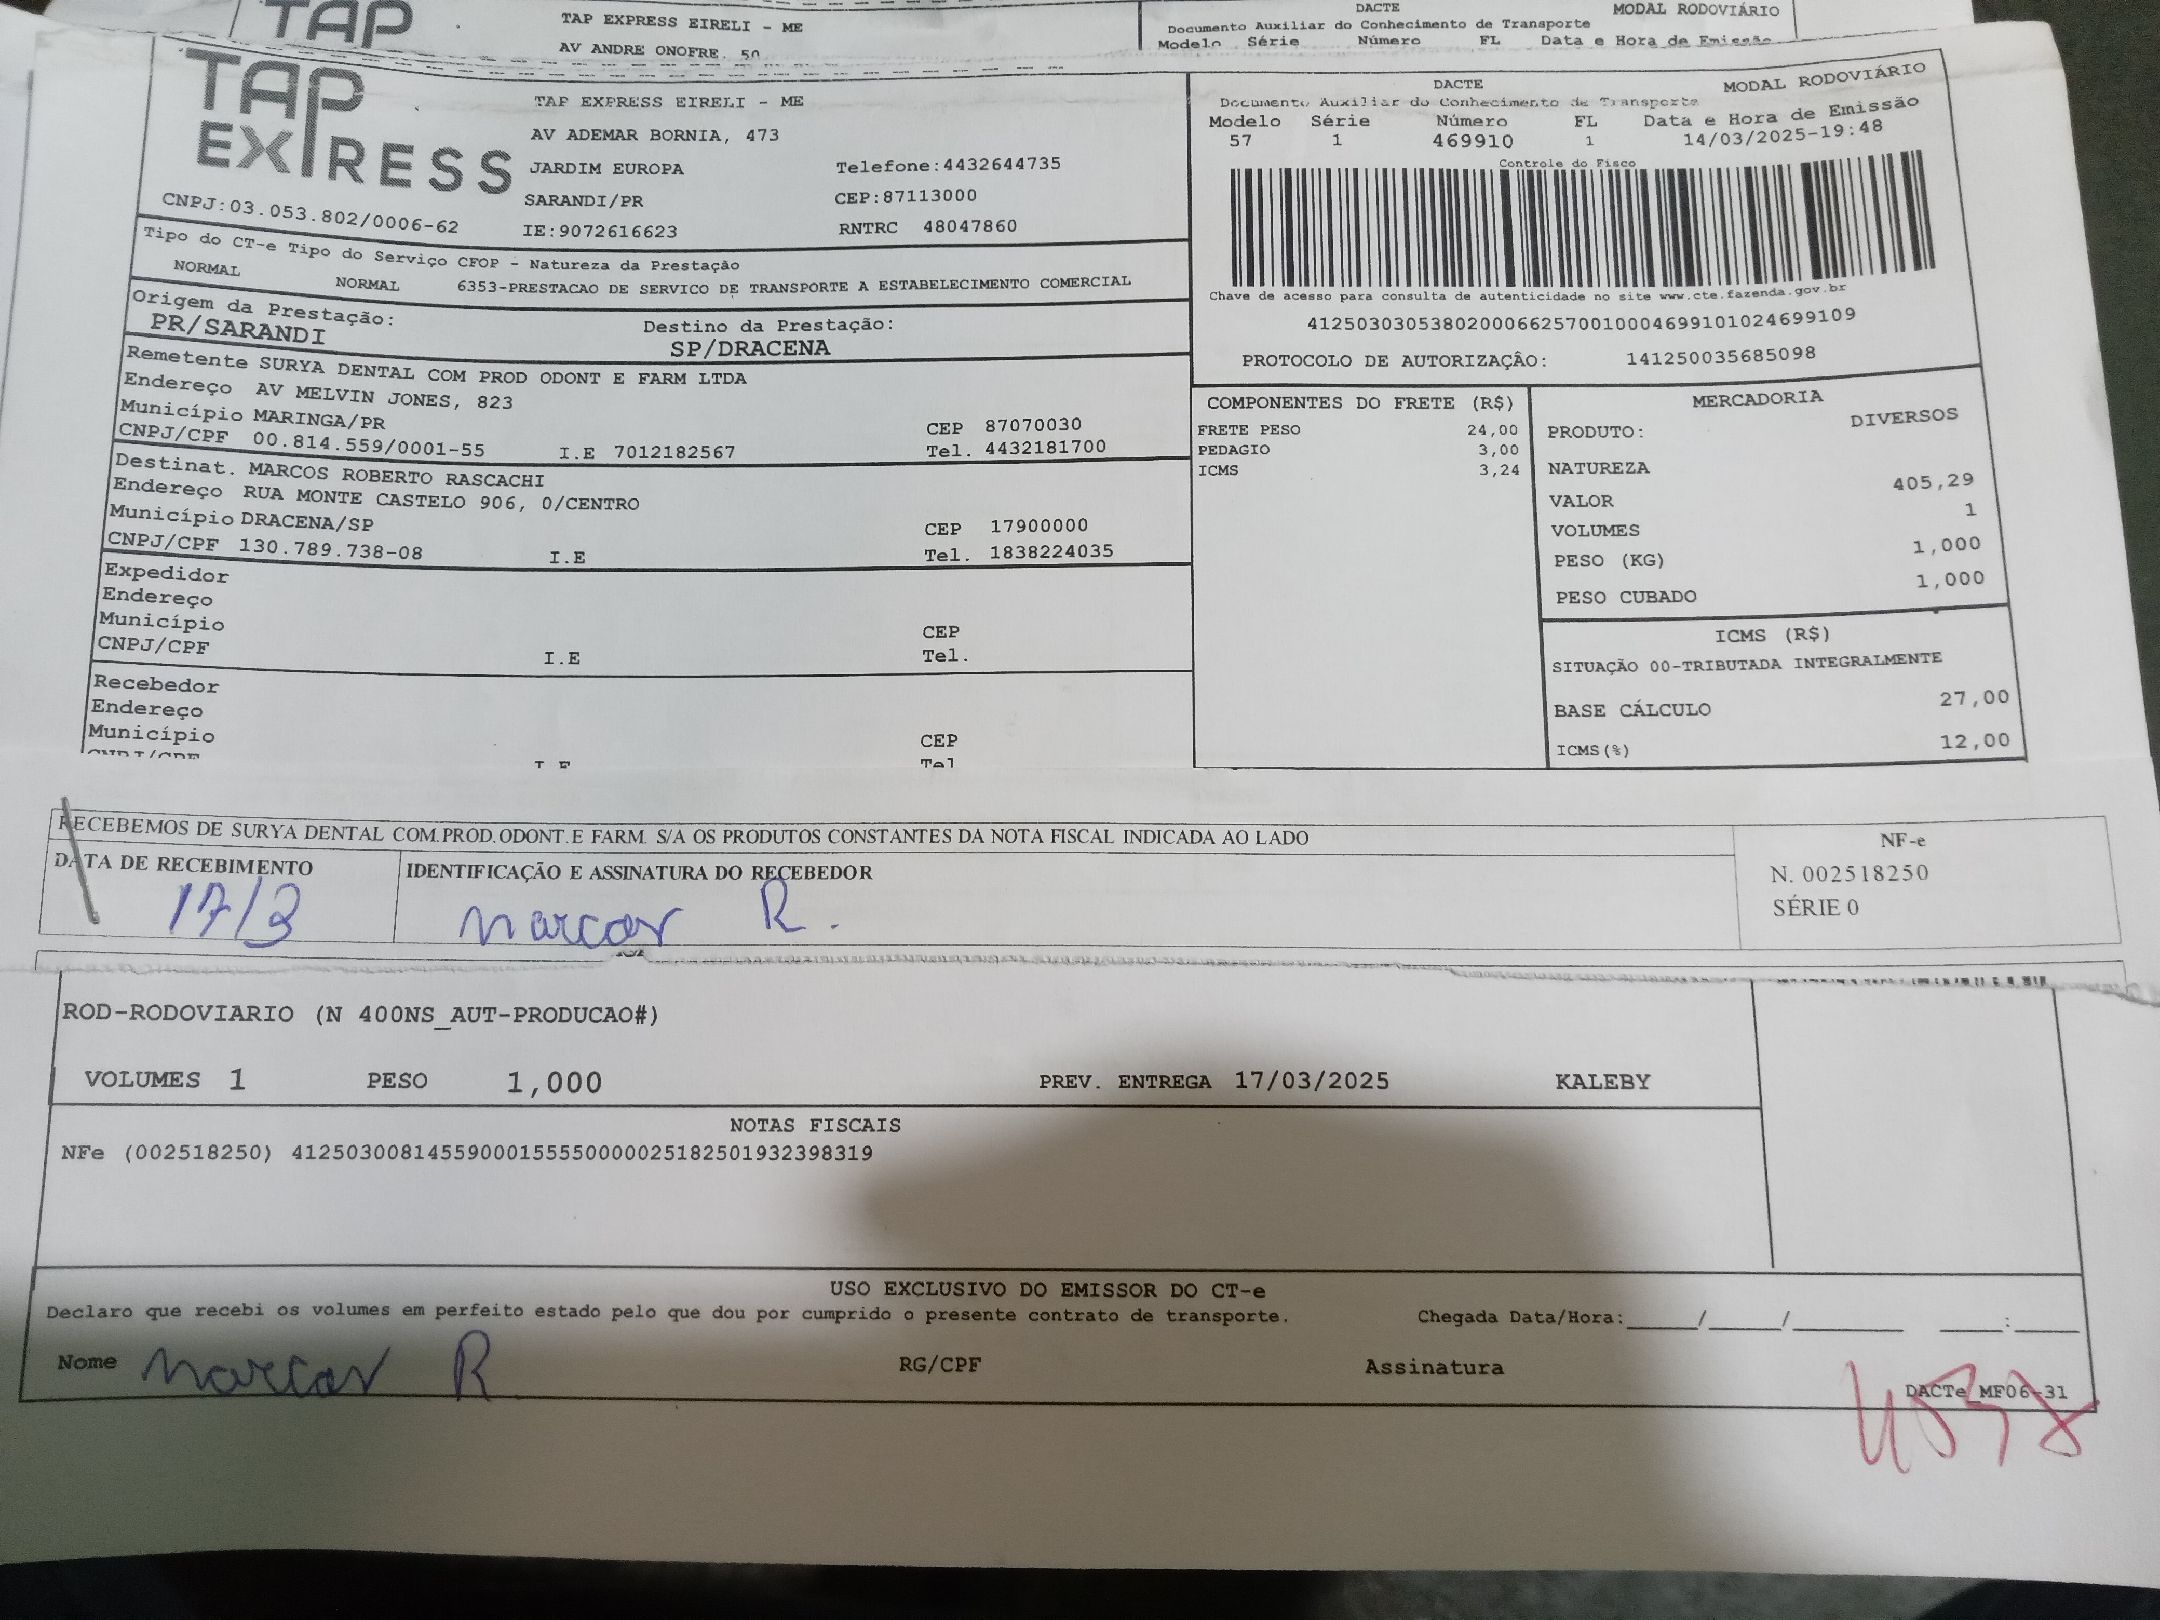 TAP
TAP EXPRESS EIRELI - ME
AV ANDRE ONOFRE, 50
DACTE
MODAL RODOVIÁRIO
Documento Auxiliar do Conhecimento de Transporte
Modelo Série Número FL Data e Hora de Emissão
TAP EXPRESS
CNPJ:03.053.802/0006-62
TAP EXPRESS EIRELI - ME
AV ADEMAR BORNIA, 473
JARDIM EUROPA Telefone:4432644735
SARANDI/PR CEP:87113000
IE:9072616623 RNTRC 48047860
DACTE MODAL RODOVIÁRIO
Documento Auxiliar do Conhecimento de Transporte
Modelo Série Número FL Data e Hora de Emissão
57 1 469910 1 14/03/2025-19:48
Controle do Fisco
Chave de acesso para consulta de autenticidade no site www.cte.fazenda.gov.br
41250303053802000662570010004699101024699109
PROTOCOLO DE AUTORIZAÇÂO: 141250035685098
Tipo do CT-e Tipo do Serviço CFOP - Natureza da Prestação
NORMAL NORMAL 6353-PRESTACAO DE SERVICO DE TRANSPORTE A ESTABELECIMENTO COMERCIAL
Origem da Prestação: Destino da Prestação:
PR/SARANDI SP/DRACENA
Remetente SURYA DENTAL COM PROD ODONT E FARM LTDA
Endereço AV MELVIN JONES, 823
Município MARINGA/PR CEP 87070030
CNPJ/CPF 00.814.559/0001-55 I.E 7012182567 Tel. 4432181700
Destinat. MARCOS ROBERTO RASCACHI
Endereço RUA MONTE CASTELO 906, 0/CENTRO
Município DRACENA/SP CEP 17900000
CNPJ/CPF 130.789.738-08 I.E Tel. 1838224035
Expedidor
Endereço
Município CEP
CNPJ/CPF I.E Tel.
Recebedor
Endereço
Município CEP
CNPJ/CPF I.E Tel
COMPONENTES DO FRETE (R$)
FRETE PESO 24,00
PEDAGIO 3,00
ICMS 3,24
MERCADORIA
PRODUTO: DIVERSOS
NATUREZA
VALOR 405,29
VOLUMES 1
PESO (KG) 1,000
PESO CUBADO 1,000
ICMS (R$)
SITUAÇÃO 00-TRIBUTADA INTEGRALMENTE
BASE CÁLCULO 27,00
ICMS(%) 12,00
RECEBEMOS DE SURYA DENTAL COM.PROD.ODONT.E FARM. S/A OS PRODUTOS CONSTANTES DA NOTA FISCAL INDICADA AO LADO
DATA DE RECEBIMENTO IDENTIFICAÇÃO E ASSINATURA DO RECEBEDOR
17/3 Marcos R.
NF-e
N. 002518250
SÉRIE 0
ROD-RODOVIARIO (N 400NS_AUT-PRODUCAO#)
VOLUMES 1 PESO 1,000 PREV. ENTREGA 17/03/2025 KALEBY
NOTAS FISCAIS
NFe (002518250) 41250300814559000155550000025182501932398319
USO EXCLUSIVO DO EMISSOR DO CT-e
Declaro que recebi os volumes em perfeito estado pelo que dou por cumprido o presente contrato de transporte. Chegada Data/Hora:_____/_____/________ ____:____
Nome Marcos R RG/CPF Assinatura
DACTe_MF06-31